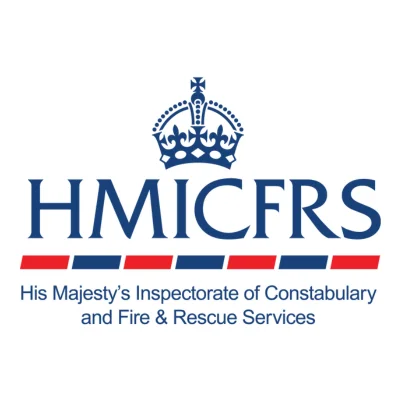 HMICFRS
His Majesty's Inspectorate of Constabulary
and Fire & Rescue Services